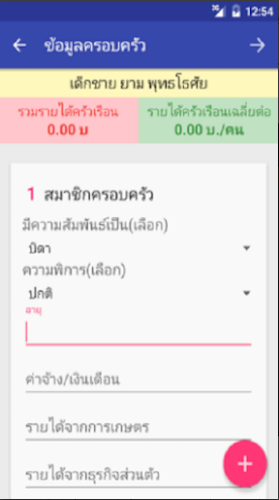 3G 12:54
ข้อมูลครอบครัว
เด็กชาย ยาม พุทธโธศัย
รวมรายได้ครัวเรือน
0.00 บ
รายได้ครัวเรือนเฉลี่ยต่อ
0.00 บ./คน
1 สมาชิกครอบครัว
มีความสัมพันธ์เป็น(เลือก)
บิดา
ความพิการ(เลือก)
ปกติ
อายุ
ค่าจ้าง/เงินเดือน
รายได้จากการเกษตร
รายได้จากธุรกิจส่วนตัว